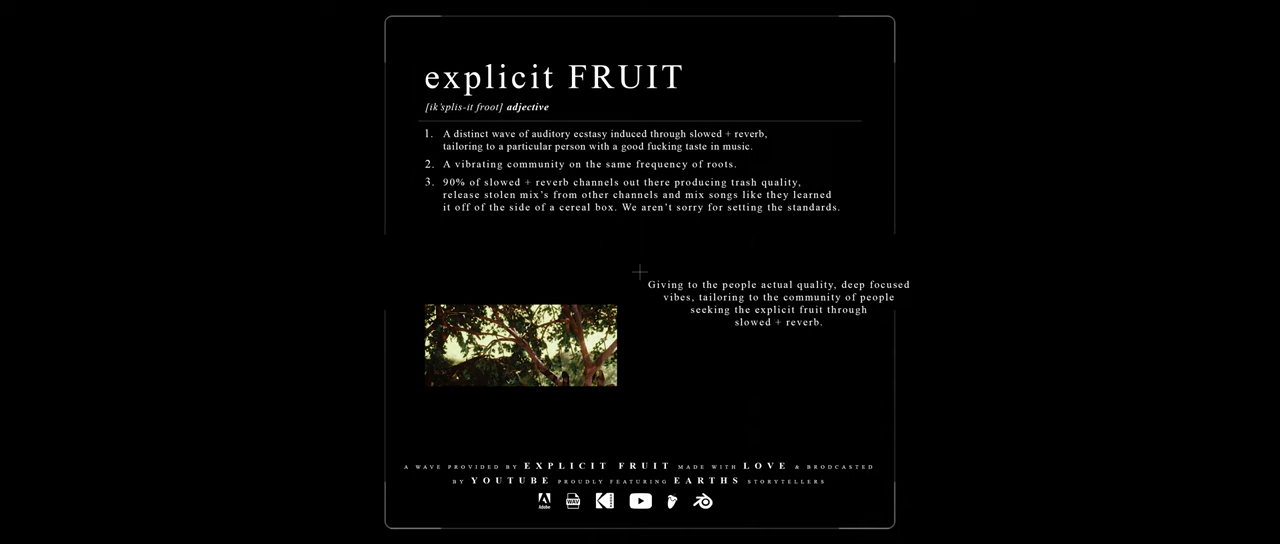 explicit FRUIT
[ik'splis-it froot] adjective
1. A distinct wave of auditory ecstasy induced through slowed + reverb,
tailoring to a particular person with a good fucking taste in music.
2. A vibrating community on the same frequency of roots.
3. 90% of slowed + reverb channels out there producing trash quality,
release stolen mix's from other channels and mix songs like they learned
it off of the side of a cereal box. We aren't sorry for setting the standards.
Giving to the people actual quality, deep focused
vibes, tailoring to the community of people
seeking the explicit fruit through
slowed + reverb.
A WAVE PROVIDED BY EXPLICIT FRUIT MADE WITH LOVE & BRODCASTED
BY YOUTUBE PROUDLY FEATURING EARTHS STORYTELLERS
Adobe
WAV